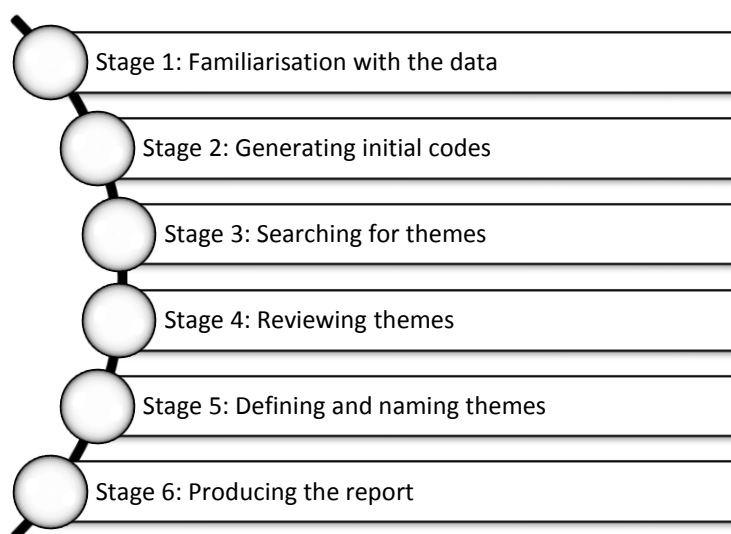 Stage 1: Familiarisation with the data
Stage 2: Generating initial codes
Stage 3: Searching for themes
Stage 4: Reviewing themes
Stage 5: Defining and naming themes
Stage 6: Producing the report